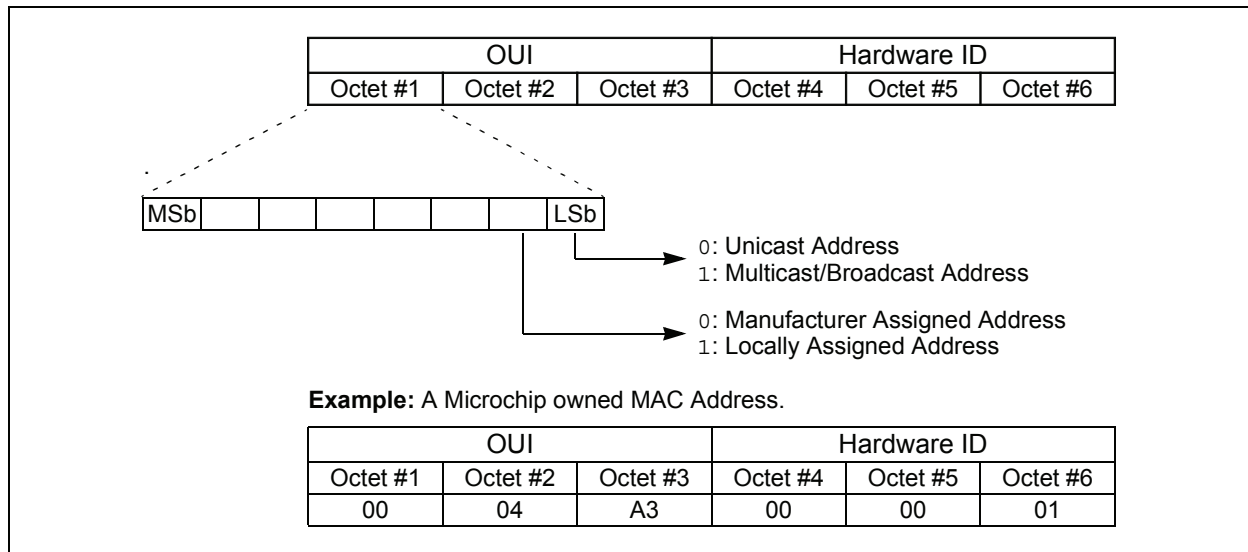 OUI Hardware ID
Octet #1 Octet #2 Octet #3 Octet #4 Octet #5 Octet #6
.
MSb LSb
0: Unicast Address
1: Multicast/Broadcast Address
0: Manufacturer Assigned Address
1: Locally Assigned Address
Example: A Microchip owned MAC Address.
OUI Hardware ID
Octet #1 Octet #2 Octet #3 Octet #4 Octet #5 Octet #6
00 04 A3 00 00 01